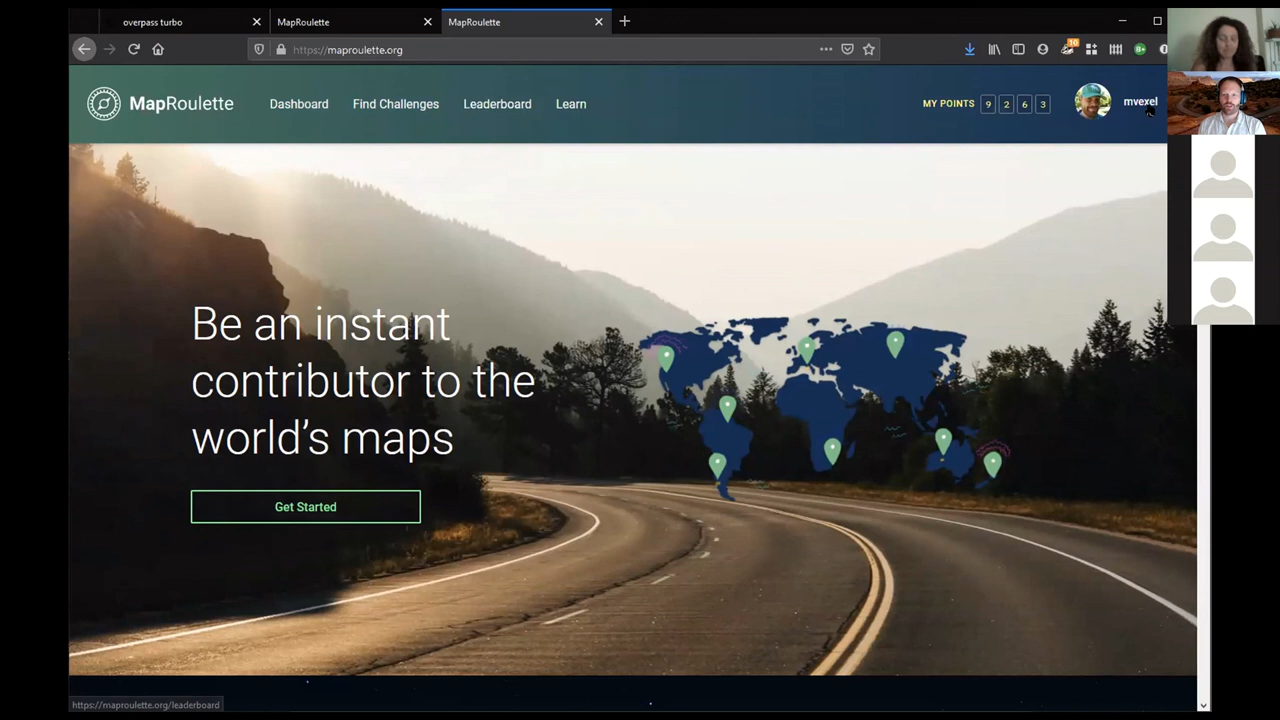 overpass turbo
MapRoulette
MapRoulette
https://maproulette.org
10
MapRoulette
Dashboard
Find Challenges
Leaderboard
Learn
MY POINTS 9 2 6 3
mvexel
Be an instant
contributor to the
world's maps
Get Started
https://maproulette.org/leaderboard